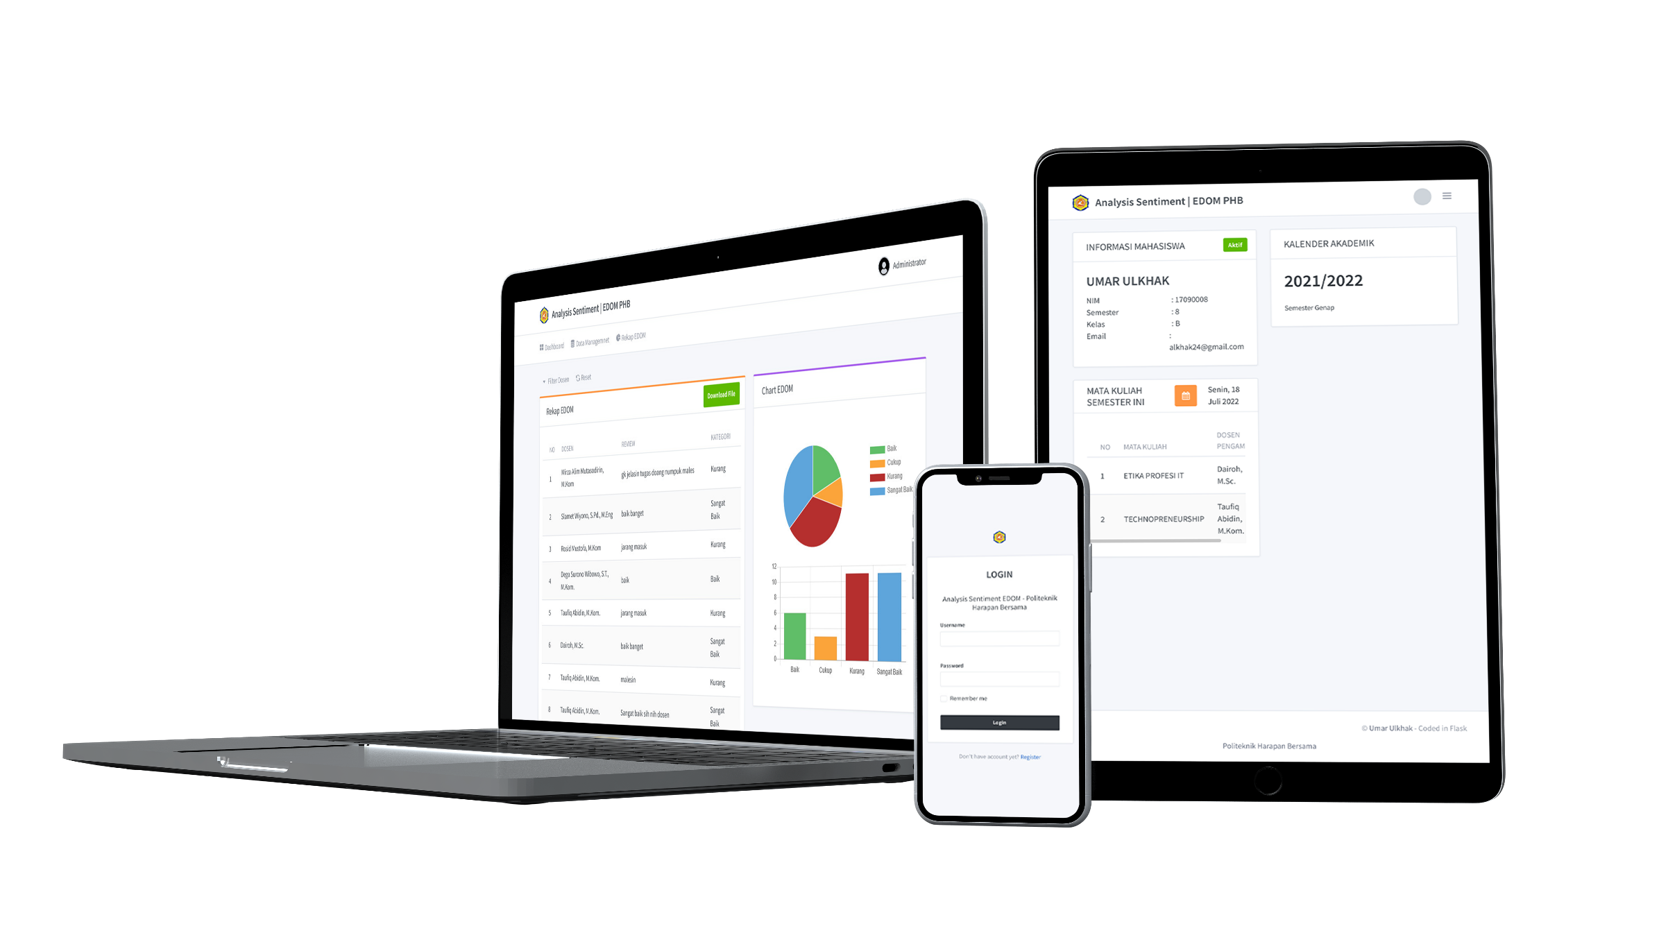 Analysis Sentiment | EDOM PHB
Administrator
Dashboard Data Management Rekap EDOM
Filter Dosen Reset
Rekap EDOM
Download File
NO DOSEN REVIEW KATEGORI
1 Mirza Alim Mutasodirin, M.Kom gk jelasin tugas doang numpuk males Kurang
2 Slamet Wiyono, S.Pd., M.Eng baik banget Sangat Baik
3 Rosid Mustofa, M.Kom jarang masuk Kurang
4 Dega Surono Wibowo, S.T., M.Kom. baik Baik
5 Taufiq Abidin, M.Kom. jarang masuk Kurang
6 Dairoh, M.Sc. baik banget Sangat Baik
7 Taufiq Abidin, M.Kom. malesin Kurang
8 Taufiq Abidin, M.Kom. Sangat baik sih nih dosen Sangat Baik
Chart EDOM
Baik
Cukup
Kurang
Sangat Baik
12
10
8
6
4
2
0
Baik Cukup Kurang Sangat Baik
LOGIN
Analysis Sentiment EDOM - Politeknik
Harapan Bersama
Username
Password
Remember me
Login
Don't have account yet? Register
Analysis Sentiment | EDOM PHB
INFORMASI MAHASISWA Aktif
UMAR ULKHAK
NIM : 17090008
Semester : 8
Kelas : B
Email :
alkhak24@gmail.com
KALENDER AKADEMIK
2021/2022
Semester Genap
MATA KULIAH
SEMESTER INI
Senin, 18
Juli 2022
NO MATA KULIAH DOSEN PENGAM
1 ETIKA PROFESI IT Dairoh, M.Sc.
2 TECHNOPRENEURSHIP Taufiq Abidin, M.Kom.
© Umar Ulkhak - Coded in Flask
Politeknik Harapan Bersama